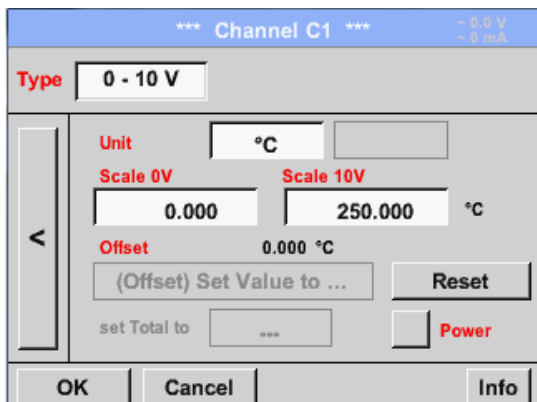 *** Channel C1 ***
~ 0.0 V
~ 0 mA
Type 0 - 10 V
Unit °C
Scale 0V Scale 10V
0.000 250.000 °C
<
Offset 0.000 °C
(Offset) Set Value to ... Reset
set Total to --- Power
OK Cancel Info